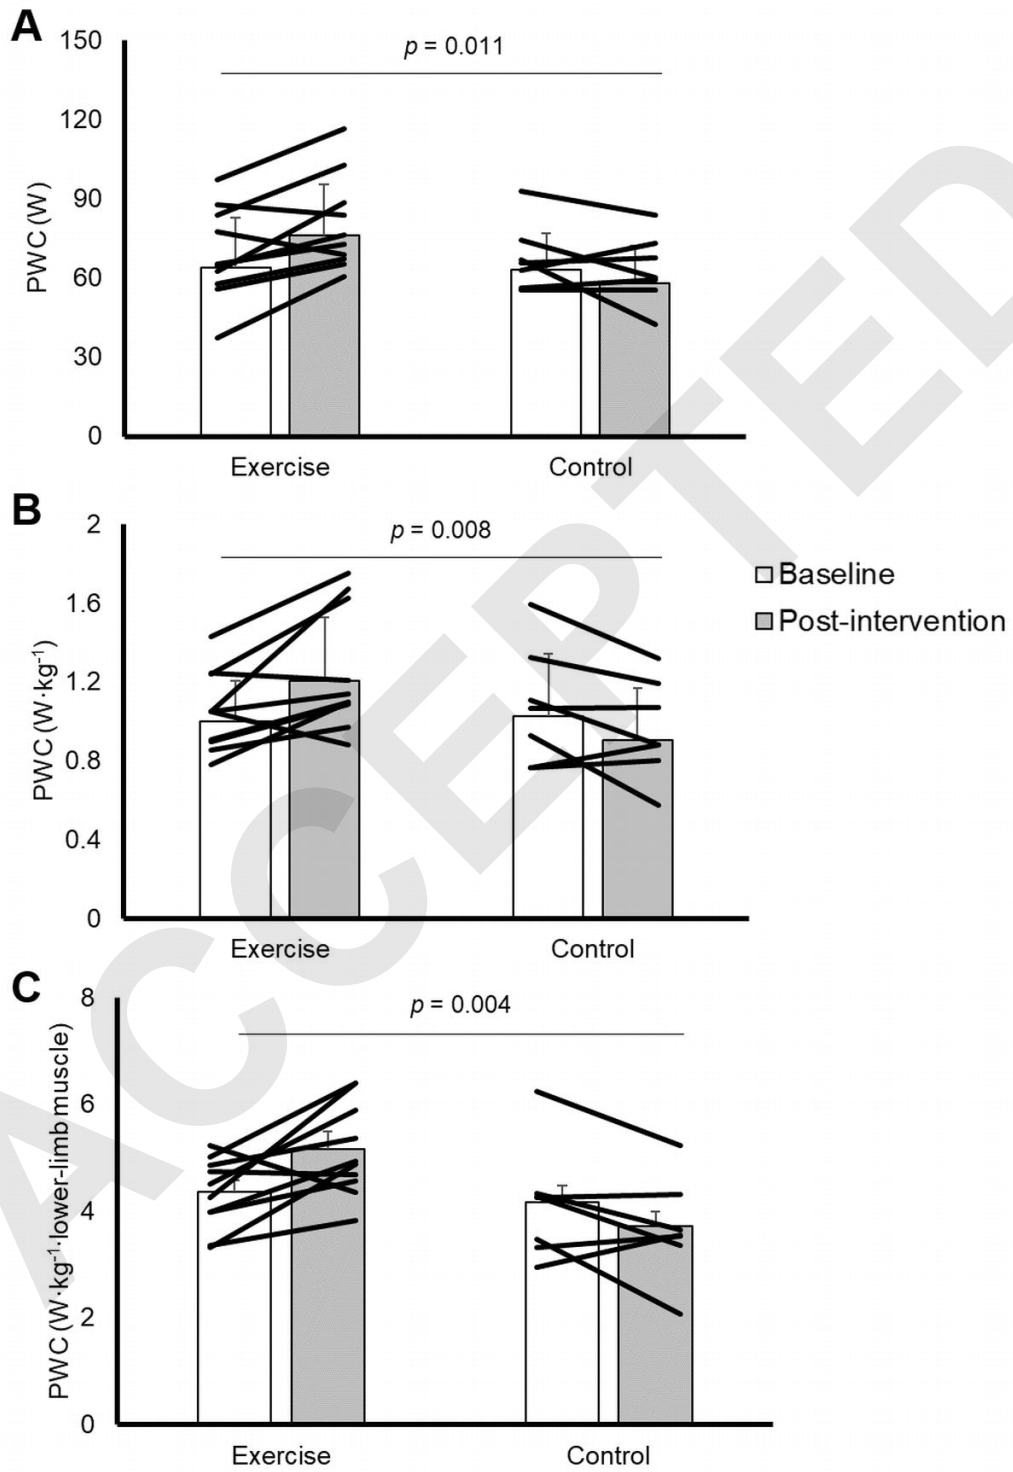 A
150
p = 0.011
120
90
60
30
0
PWC (W)
Exercise
Control
B
2
p = 0.008
1.6
1.2
0.8
0.4
0
PWC (W·kg⁻¹)
Exercise
Control
Baseline
Post-intervention
C
8
p = 0.004
6
4
2
0
PWC (W·kg⁻¹·lower-limb muscle)
Exercise
Control
ACCEPTED